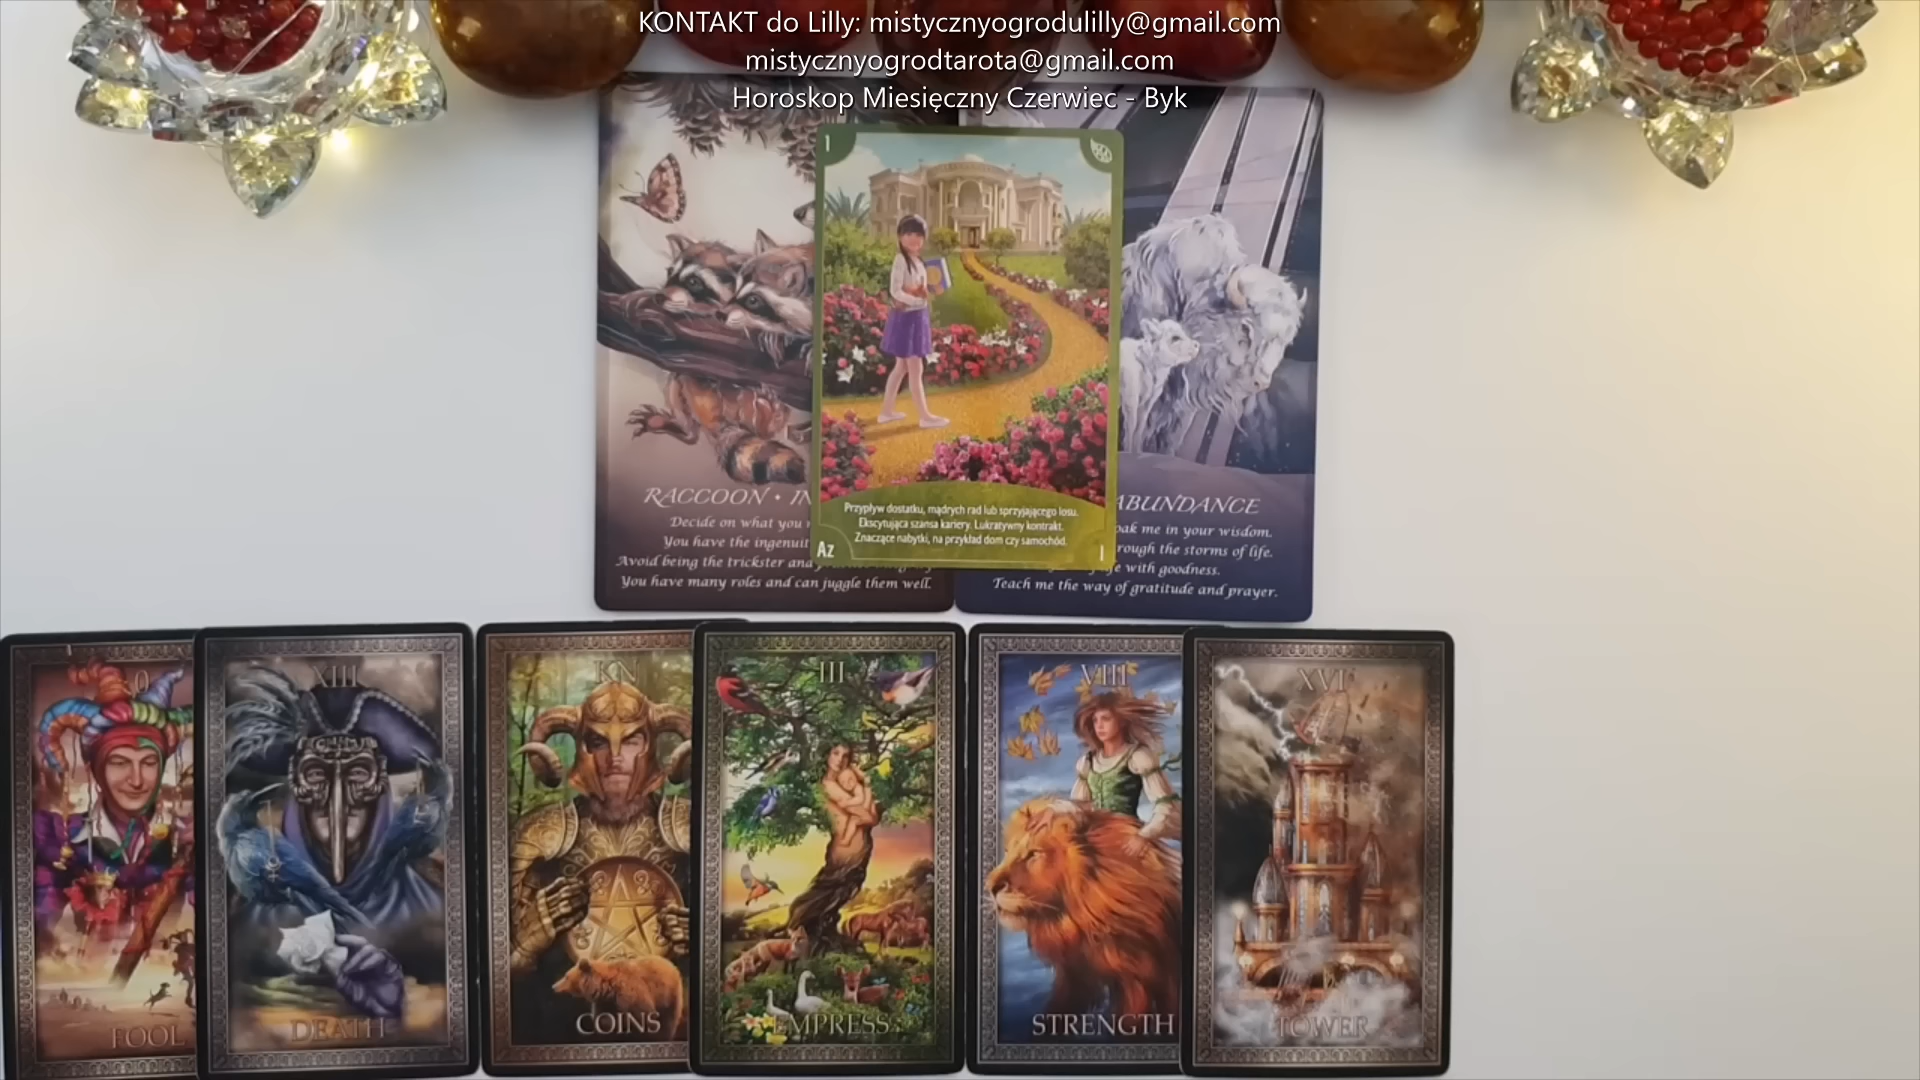 KONTAKT do Lilly: mistycznyogrodulilly@gmail.com
mistycznyogrodtarota@gmail.com
Horoskop Miesięczny Czerwiec - Byk
1
Przypływ dostatku, mądrych rad lub sprzyjającego losu.
Ekscytująca szansa kariery. Lukratywny kontrakt.
Znaczące nabytki, na przykład dom czy samochód.
Az
I
RACCOON • IN
Decide on what you
You have the ingenuit
Avoid being the trickster and
You have many roles and can juggle them well.
ABUNDANCE
oak me in your wisdom.
rough the storms of life.
fe with goodness.
Teach me the way of gratitude and prayer.
0
FOOL
XIII
DEATH
KN
COINS
III
EMPRESS
VIII
STRENGTH
XVI
TOWER